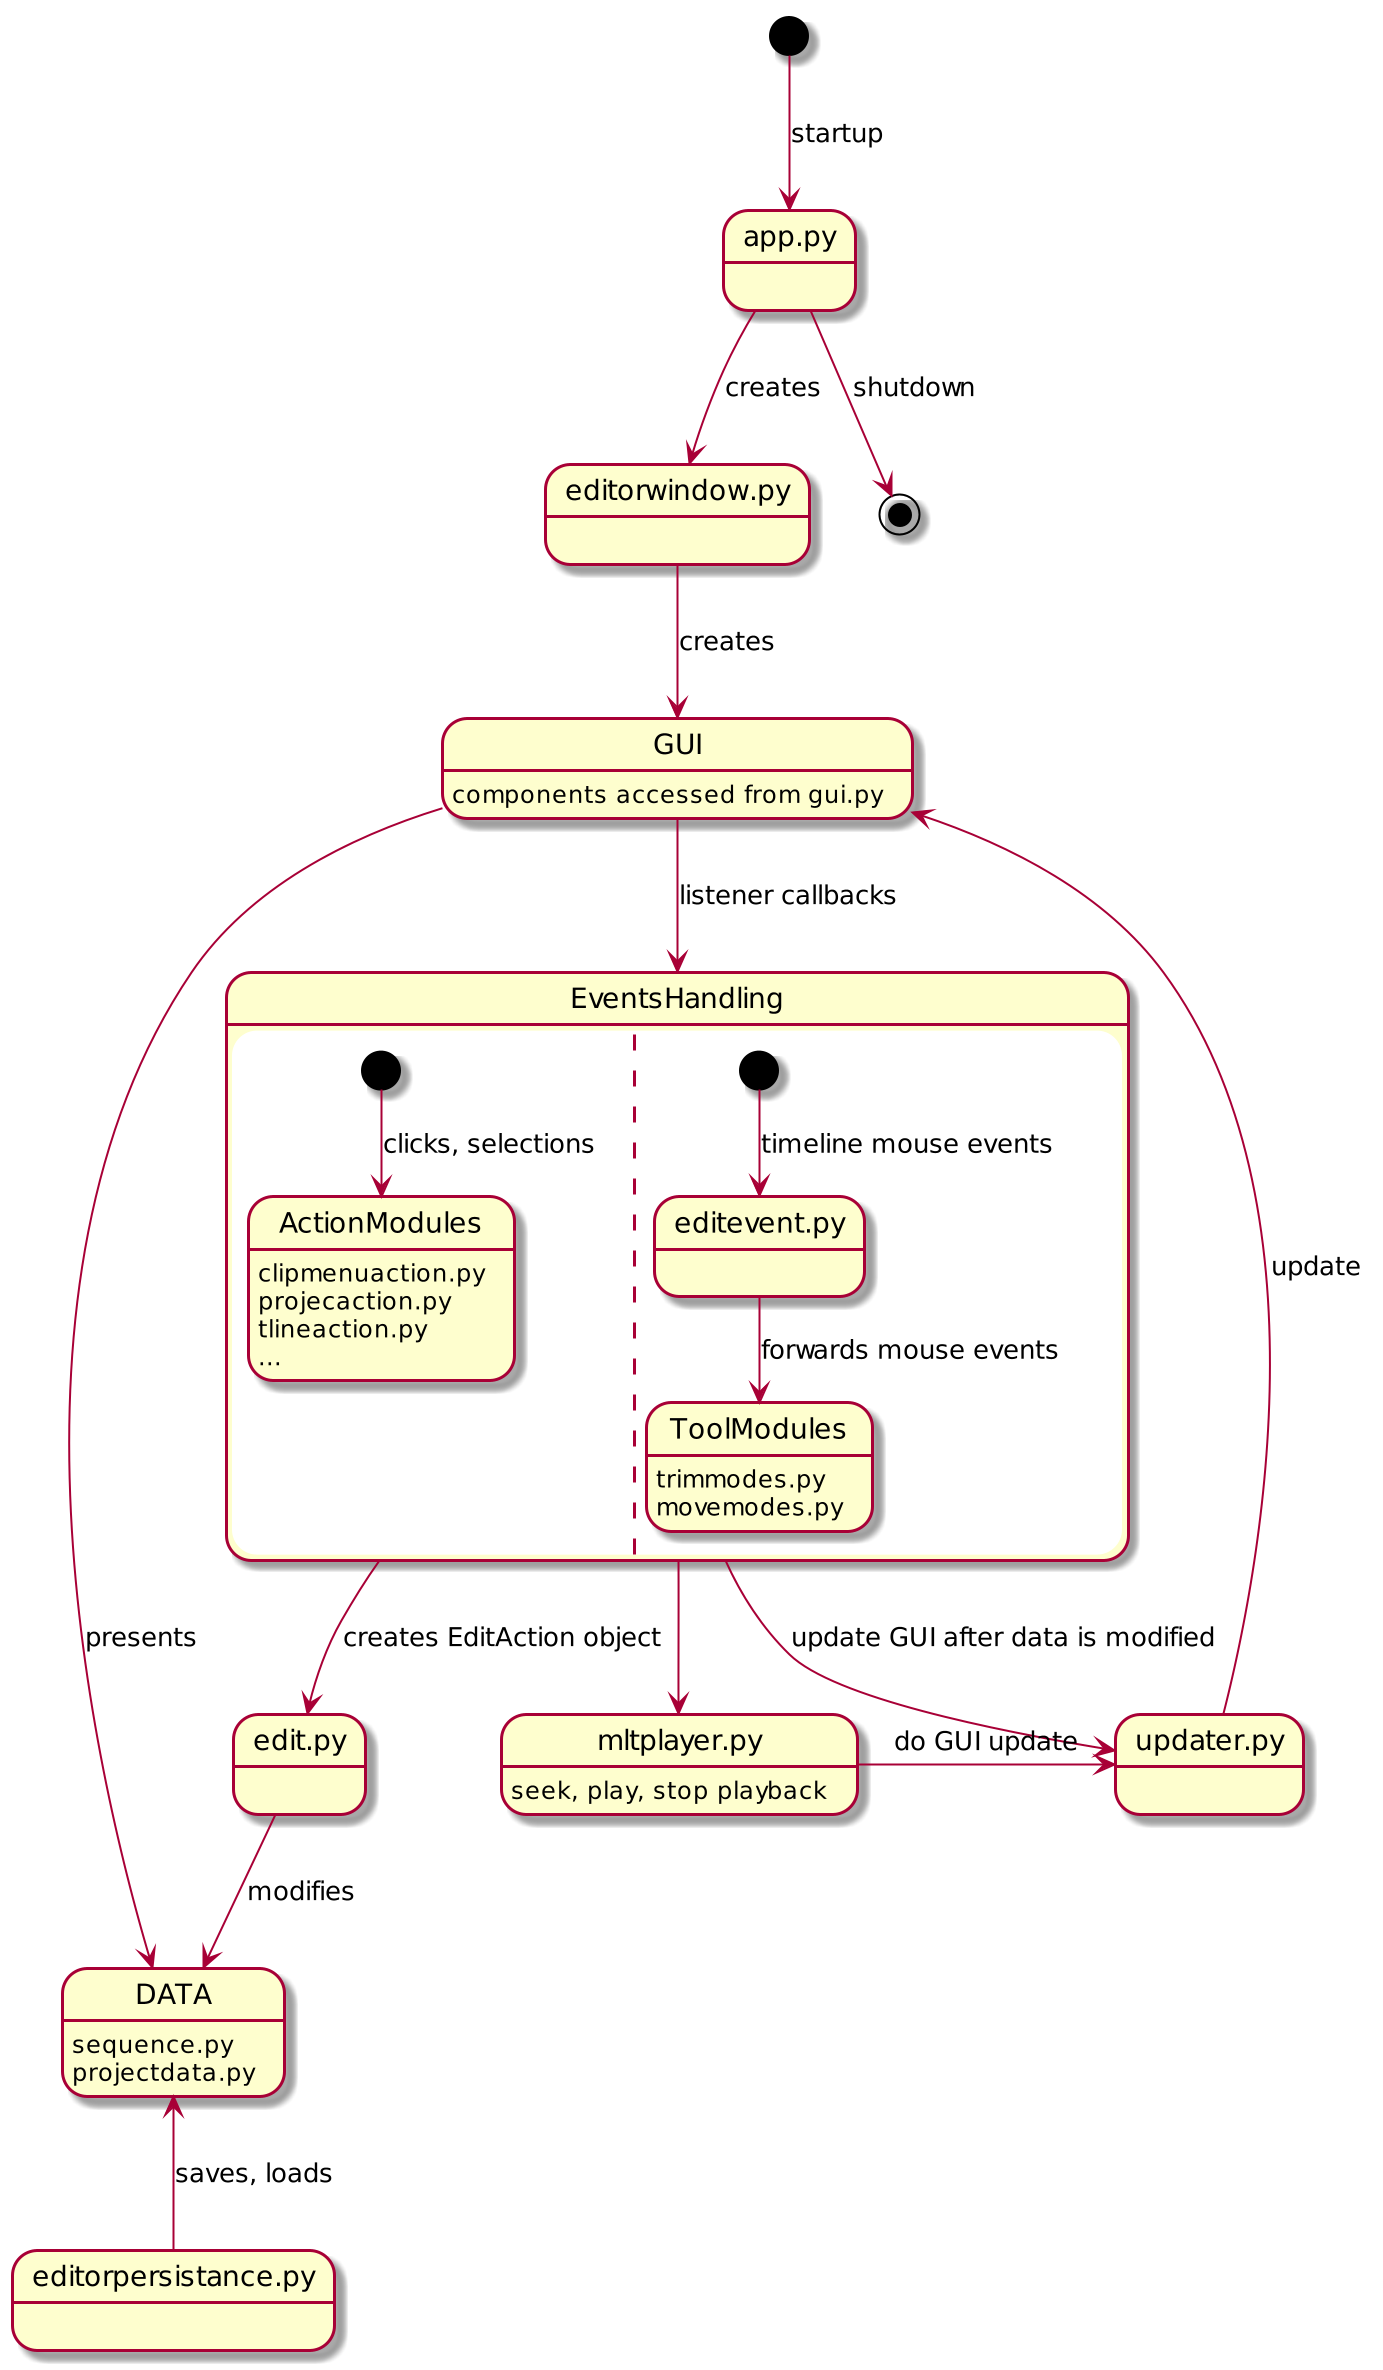 startup
app.py
creates
shutdown
editorwindow.py
creates
GUI
components accessed from gui.py
listener callbacks
EventsHandling
clicks, selections
timeline mouse events
ActionModules
clipmenuaction.py
projecaction.py
tlineaction.py
...
editevent.py
forwards mouse events
ToolModules
trimmodes.py
movemodes.py
update
presents
creates EditAction object
update GUI after data is modified
edit.py
mltplayer.py
seek, play, stop playback
do GUI update
updater.py
modifies
DATA
sequence.py
projectdata.py
saves, loads
editorpersistance.py